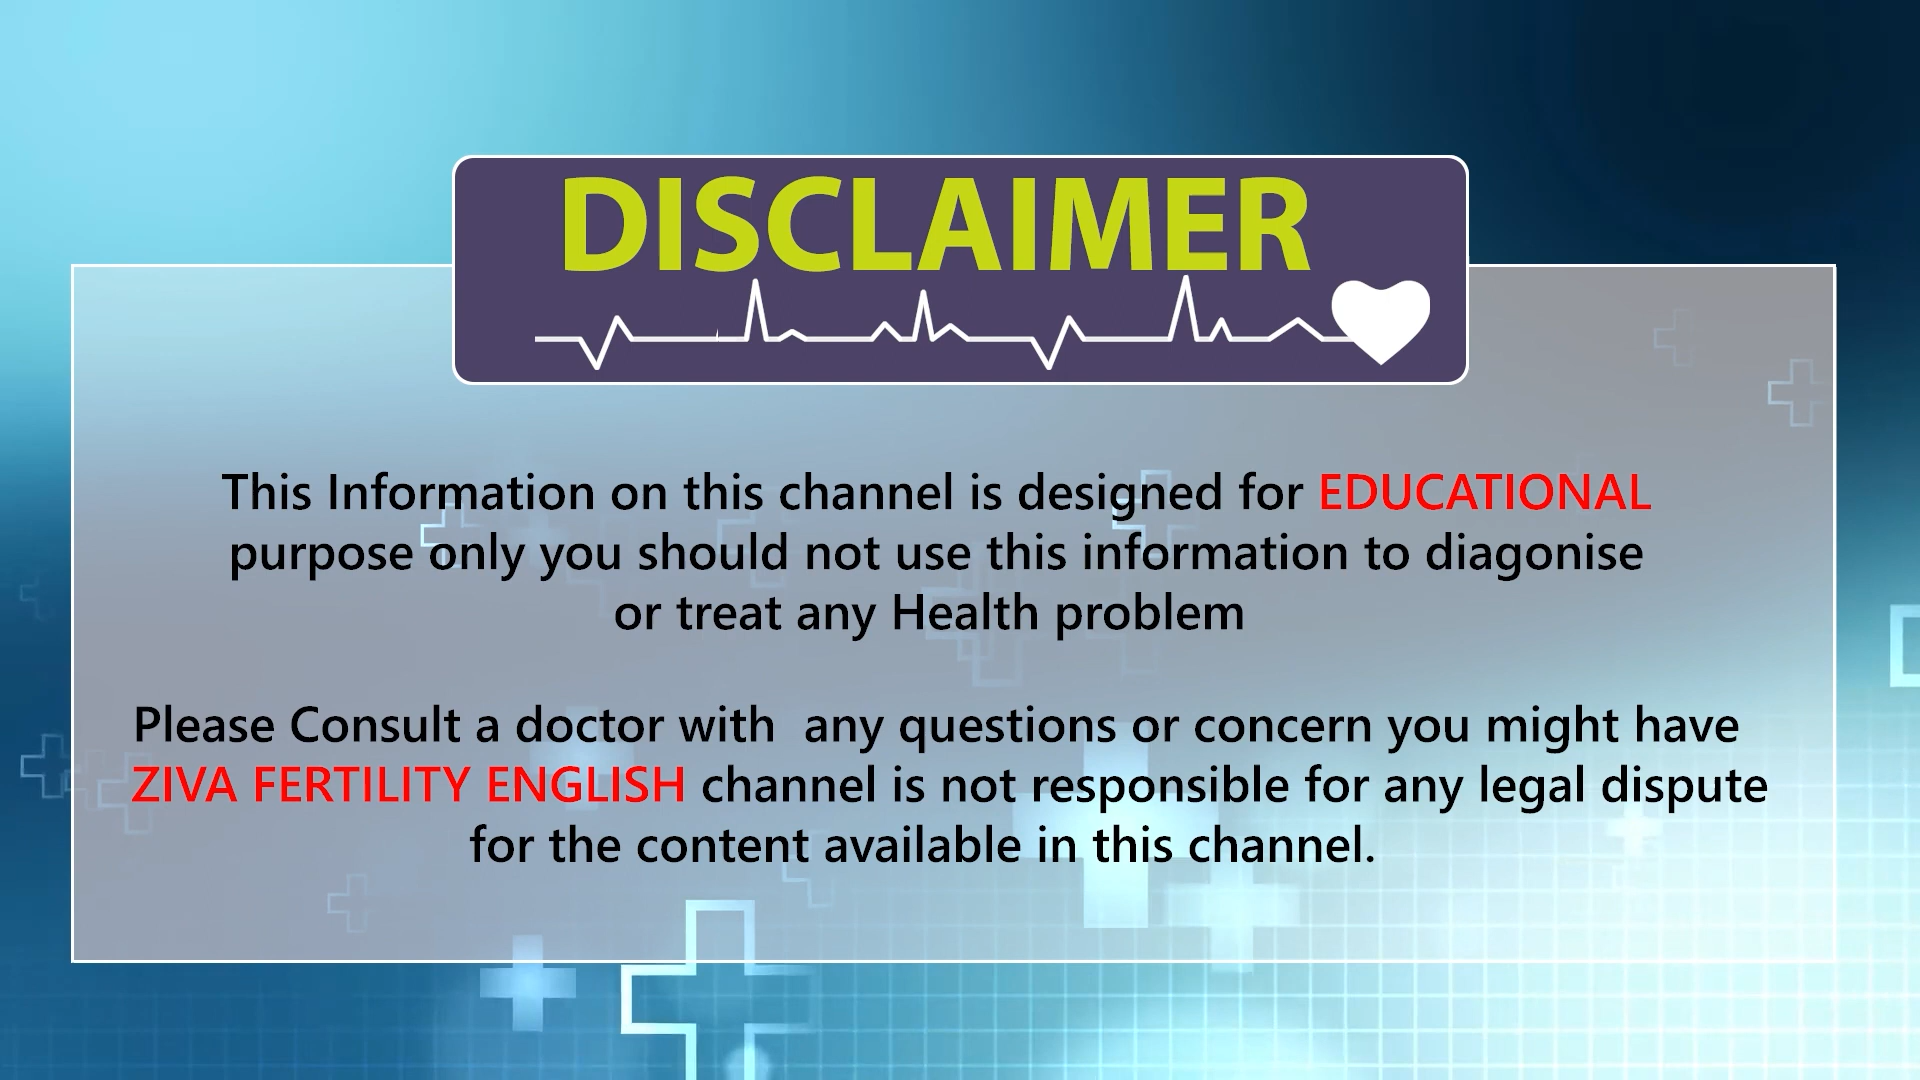 DISCLAIMER
This Information on this channel is designed for EDUCATIONAL
purpose only you should not use this information to diagonise
or treat any Health problem
Please Consult a doctor with  any questions or concern you might have
ZIVA FERTILITY ENGLISH channel is not responsible for any legal dispute
for the content available in this channel.